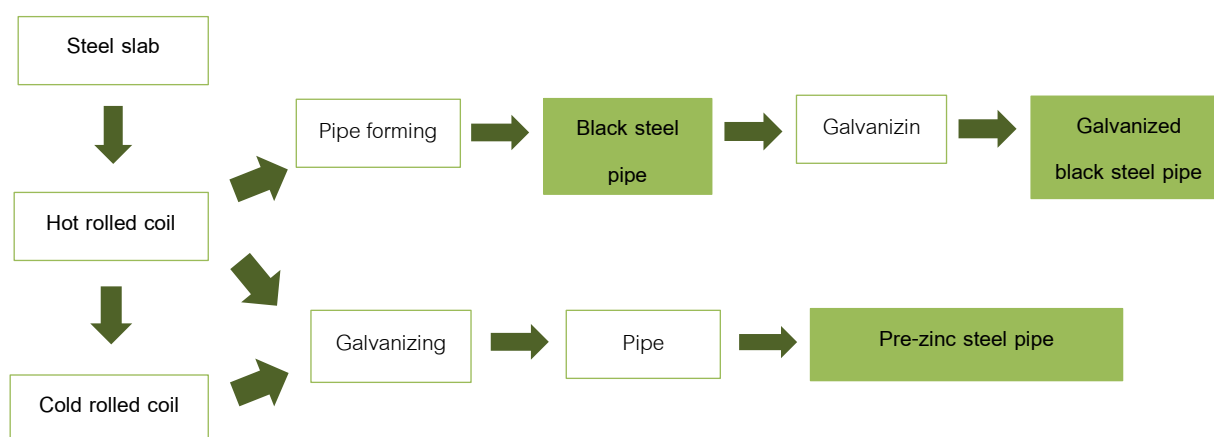 Steel slab
Hot rolled coil
Cold rolled coil
Pipe forming
Black steel
pipe
Galvanizin
Galvanized
black steel pipe
Galvanizing
Pipe
Pre-zinc steel pipe